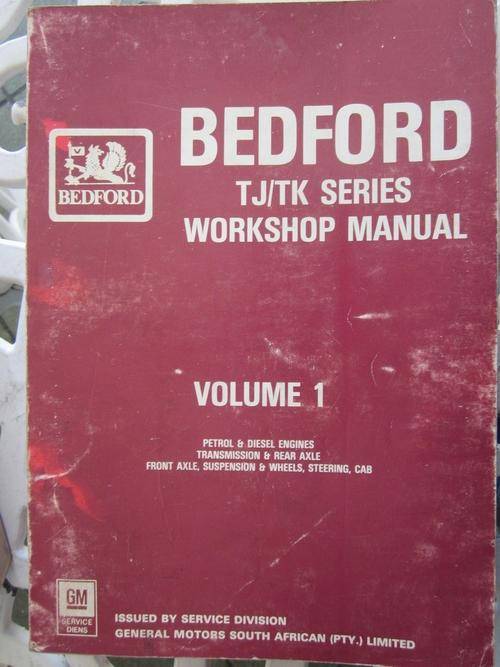 BEDFORD
BEDFORD
TJ/TK SERIES
WORKSHOP MANUAL
VOLUME 1
PETROL & DIESEL ENGINES
TRANSMISSION & REAR AXLE
FRONT AXLE, SUSPENSION & WHEELS, STEERING, CAB
GM
SERVICE
DIENS
ISSUED BY SERVICE DIVISION
GENERAL MOTORS SOUTH AFRICAN (PTY.) LIMITED